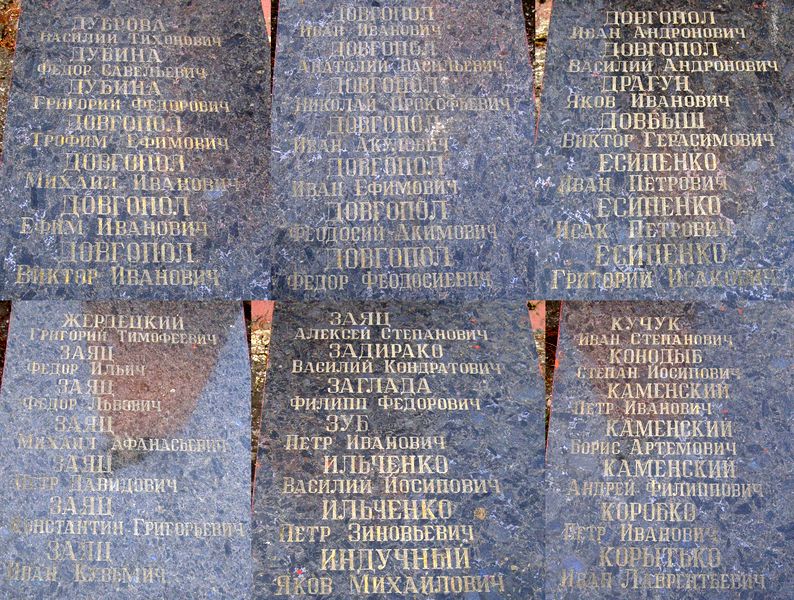 ДУБРОВА
ВАСИЛИЙ ТИХОНОВИЧ
ДУБИНА
ФЕДОР САВЕЛЬЕВИЧ
ДУБИНА
ГРИГОРИЙ ФЕДОРОВИЧ
ДОВГОПОЛ
ТРОФИМ ЕФИМОВИЧ
ДОВГОПОЛ
МИХАИЛ ИВАНОВИЧ
ДОВГОПОЛ
ЕФИМ ИВАНОВИЧ
ДОВГОПОЛ
ВИКТОР ИВАНОВИЧ
ДОВГОПОЛ
ИВАН ИВАНОВИЧ
ДОВГОПОЛ
АНАТОЛИЙ ВАСИЛЬЕВИЧ
ДОВГОПОЛ
НИКОЛАЙ ПРОКОФЬЕВИЧ
ДОВГОПОЛ
ИВАН АКУЛОВИЧ
ДОВГОПОЛ
ИВАН ЕФИМОВИЧ
ДОВГОПОЛ
ФЕОДОСИЙ АКИМОВИЧ
ДОВГОПОЛ
ФЕДОР ФЕОДОСИЕВИЧ
ДОВГОПОЛ
ИВАН АНДРОНОВИЧ
ДОВГОПОЛ
ВАСИЛИЙ АНДРОНОВИЧ
ДРАГУН
ЯКОВ ИВАНОВИЧ
ДОВБЫШ
ВИКТОР ГЕРАСИМОВИЧ
ЕСИПЕНКО
ИВАН ПЕТРОВИЧ
ЕСИПЕНКО
ИСАК ПЕТРОВИЧ
ЕСИПЕНКО
ГРИГОРИЙ ИСАКОВИЧ
ЖЕРДЕЦКИЙ
ГРИГОРИЙ ТИМОФЕЕВИЧ
ЗАЯЦ
ФЕДОР ИЛЬИЧ
ЗАЯЦ
ФЕДОР ЛЬВОВИЧ
ЗАЯЦ
МИХАИЛ АФАНАСЬЕВИЧ
ЗАЯЦ
ПЕТР ДАВИДОВИЧ
ЗАЯЦ
КОНСТАНТИН ГРИГОРЬЕВИЧ
ЗАЯЦ
ИВАН КУЗЬМИЧ
ЗАЯЦ
АЛЕКСЕЙ СТЕПАНОВИЧ
ЗАДИРАКО
ВАСИЛИЙ КОНДРАТОВИЧ
ЗАГЛАДА
ФИЛИПП ФЕДОРОВИЧ
ЗУБ
ПЕТР ИВАНОВИЧ
ИЛЬЧЕНКО
ВАСИЛИЙ ИОСИПОВИЧ
ИЛЬЧЕНКО
ПЕТР ЗИНОВЬЕВИЧ
ИНДУЧНЫЙ
ЯКОВ МИХАЙЛОВИЧ
КУЧУК
ИВАН СТЕПАНОВИЧ
КОНОДЫБ
СТЕПАН ИОСИПОВИЧ
КАМЕНСКИЙ
ПЕТР ИВАНОВИЧ
КАМЕНСКИЙ
БОРИС АРТЕМОВИЧ
КАМЕНСКИЙ
АНДРЕЙ ФИЛИППОВИЧ
КОРОБКО
ПЕТР ИВАНОВИЧ
КОРЫТЬКО
ИВАН ЛАВРЕНТЬЕВИЧ